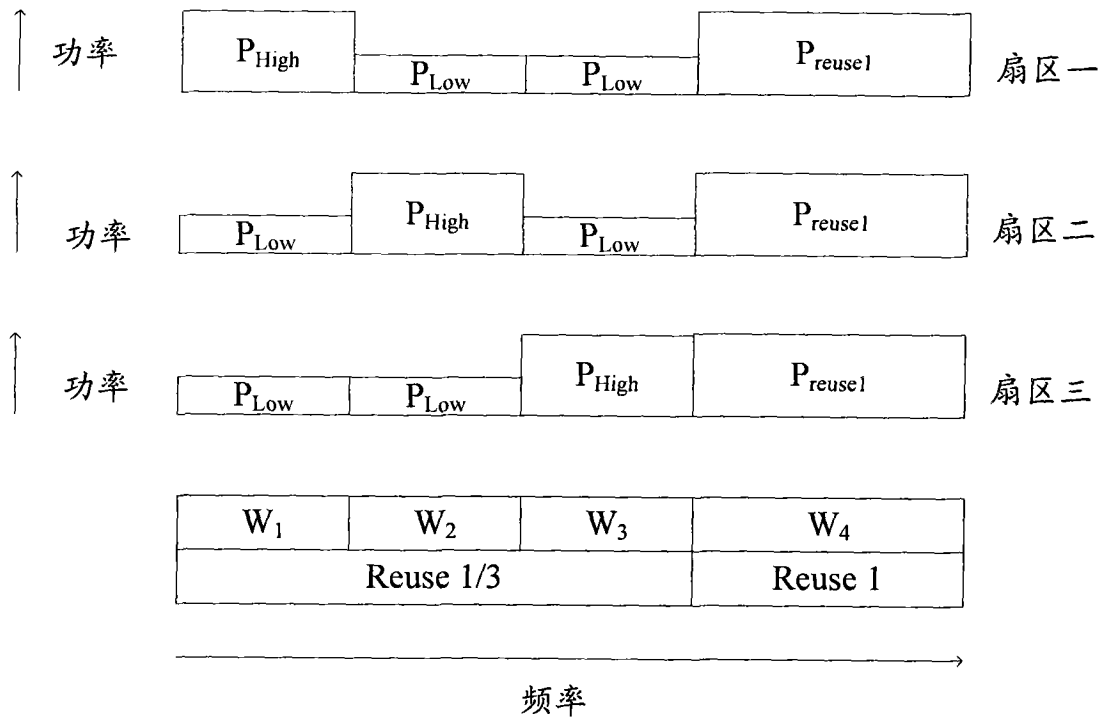 功率 P_High P_Low P_Low P_reuse1 扇区一
功率 P_Low P_High P_Low P_reuse1 扇区二
功率 P_Low P_Low P_High P_reuse1 扇区三
W_1 W_2 W_3 W_4
Reuse 1/3 Reuse 1
频率